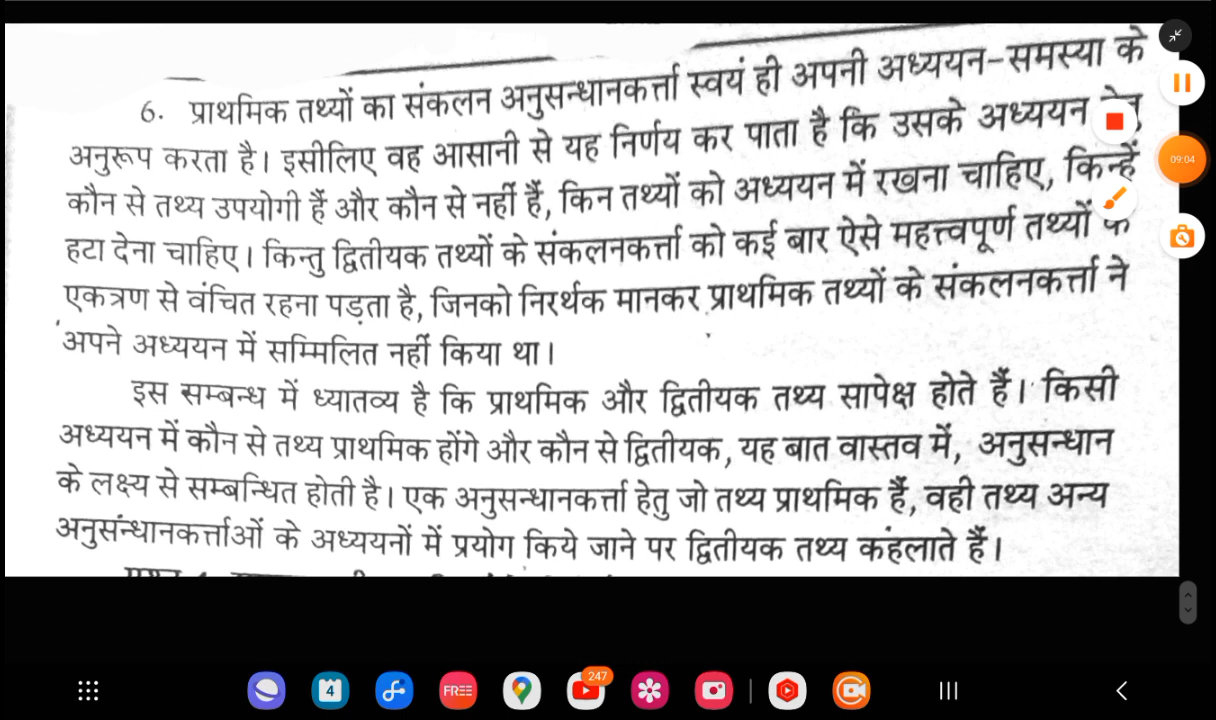 6. प्राथमिक तथ्यों का संकलन अनुसन्धानकर्त्ता स्वयं ही अपनी अध्ययन-समस्या के
अनुरूप करता है। इसीलिए वह आसानी से यह निर्णय कर पाता है कि उसके अध्ययन
कौन से तथ्य उपयोगी हैं और कौन से नहीं हैं, किन तथ्यों को अध्ययन में रखना चाहिए, किन्हें
हटा देना चाहिए। किन्तु द्वितीयक तथ्यों के संकलनकर्त्ता को कई बार ऐसे महत्त्वपूर्ण तथ्यों के
एकत्रण से वंचित रहना पड़ता है, जिनको निरर्थक मानकर प्राथमिक तथ्यों के संकलनकर्त्ता ने
अपने अध्ययन में सम्मिलित नहीं किया था।
इस सम्बन्ध में ध्यातव्य है कि प्राथमिक और द्वितीयक तथ्य सापेक्ष होते हैं। किसी
अध्ययन में कौन से तथ्य प्राथमिक होंगे और कौन से द्वितीयक, यह बात वास्तव में, अनुसन्धान
के लक्ष्य से सम्बन्धित होती है। एक अनुसन्धानकर्त्ता हेतु जो तथ्य प्राथमिक हैं, वही तथ्य अन्य
अनुसंन्धानकर्त्ताओं के अध्ययनों में प्रयोग किये जाने पर द्वितीयक तथ्य कहलाते हैं।
09:04
4
FREE
247